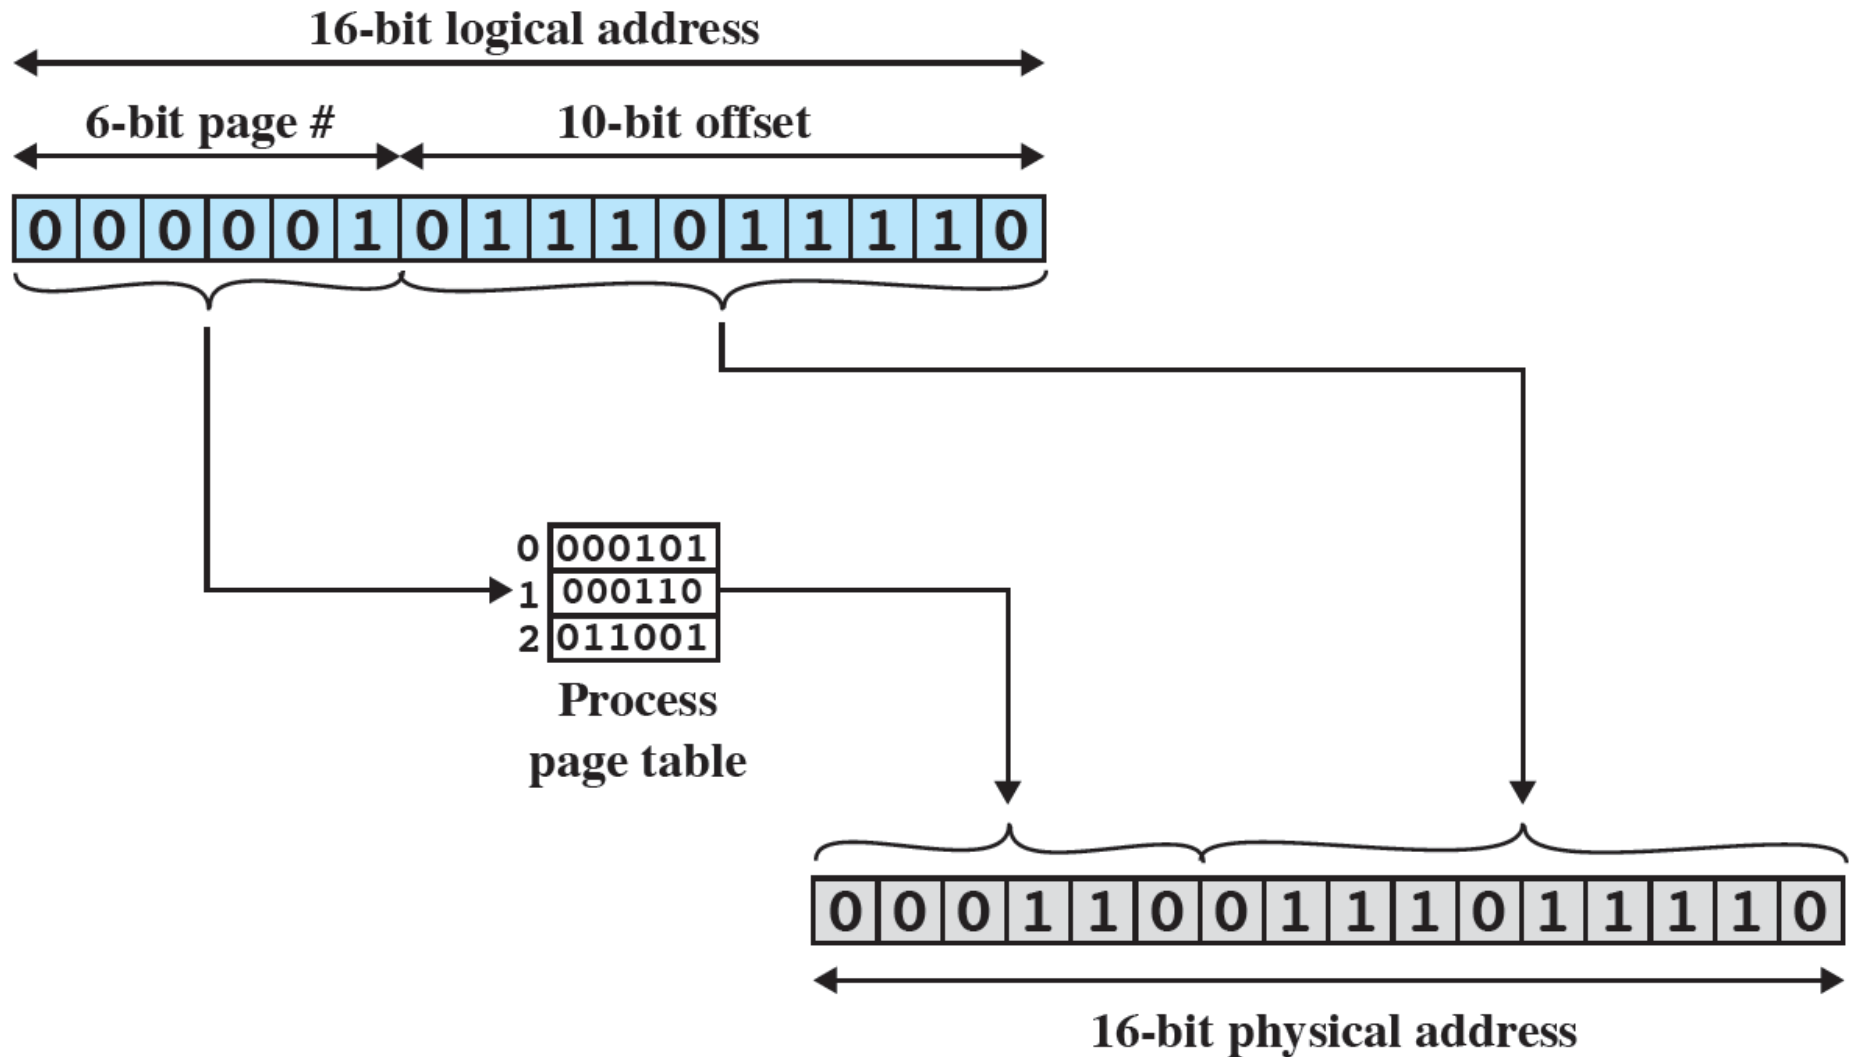 16-bit logical address
6-bit page # 10-bit offset
0 0 0 0 0 1 0 1 1 1 0 1 1 1 1 0
0 000101
1 000110
2 011001
Process
page table
0 0 0 1 1 0 0 1 1 1 0 1 1 1 1 0
16-bit physical address